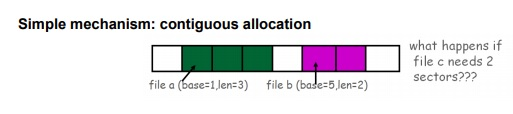 Simple mechanism: contiguous allocation
what happens if
file c needs 2
sectors???
file a (base=1,len=3)
file b (base=5,len=2)